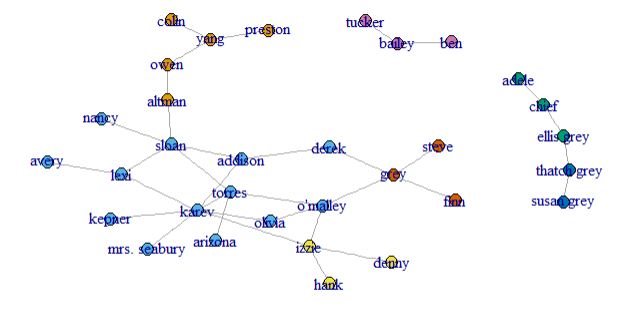 colin
yang
preston
tucker
bailey
ben
owen
adele
altman
chief
nancy
ellis grey
sloan
derek
steve
avery
addison
lexi
grey
thatch grey
torres
finn
susan grey
o'malley
kepner
karev
olivia
mrs. seabury
arizona
izzie
denny
hank